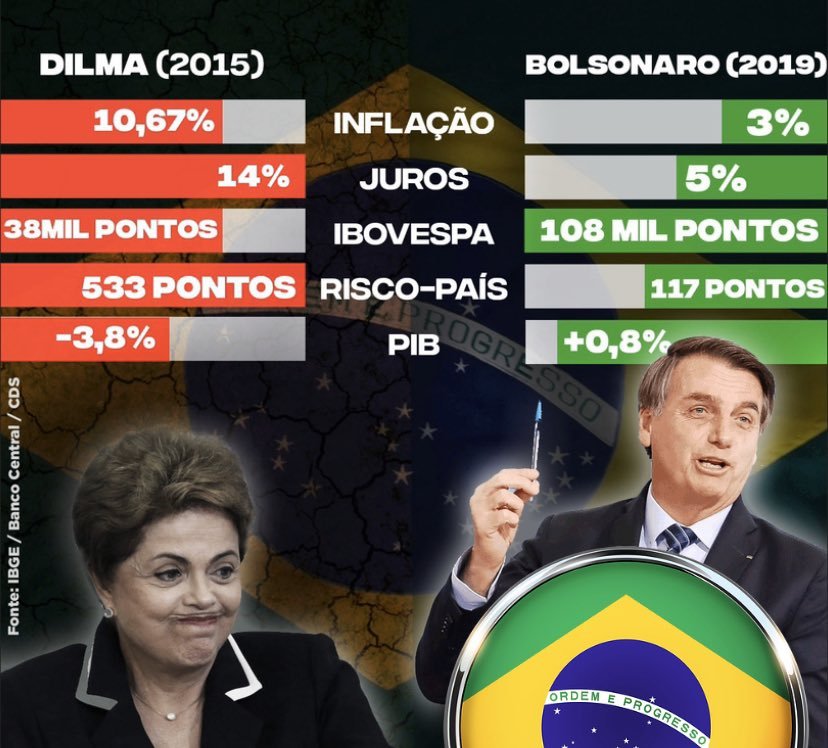 DILMA (2015)
BOLSONARO (2019)
10,67%
INFLAÇÃO
3%
14%
JUROS
5%
38MIL PONTOS
IBOVESPA
108 MIL PONTOS
533 PONTOS
RISCO-PAÍS
117 PONTOS
-3,8%
PIB
+0,8%
E PROGRESSO
Fonte: IBGE / Banco Central / CDS
ORDEM E PROGRESSO